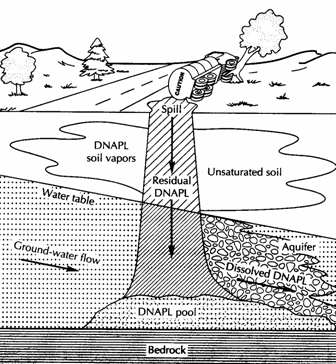 CAUTION
Spill
DNAPL
soil vapors
Residual
DNAPL
Unsaturated soil
Water table
Aquifer
Ground-water flow
Dissolved DNAPL
DNAPL pool
Bedrock